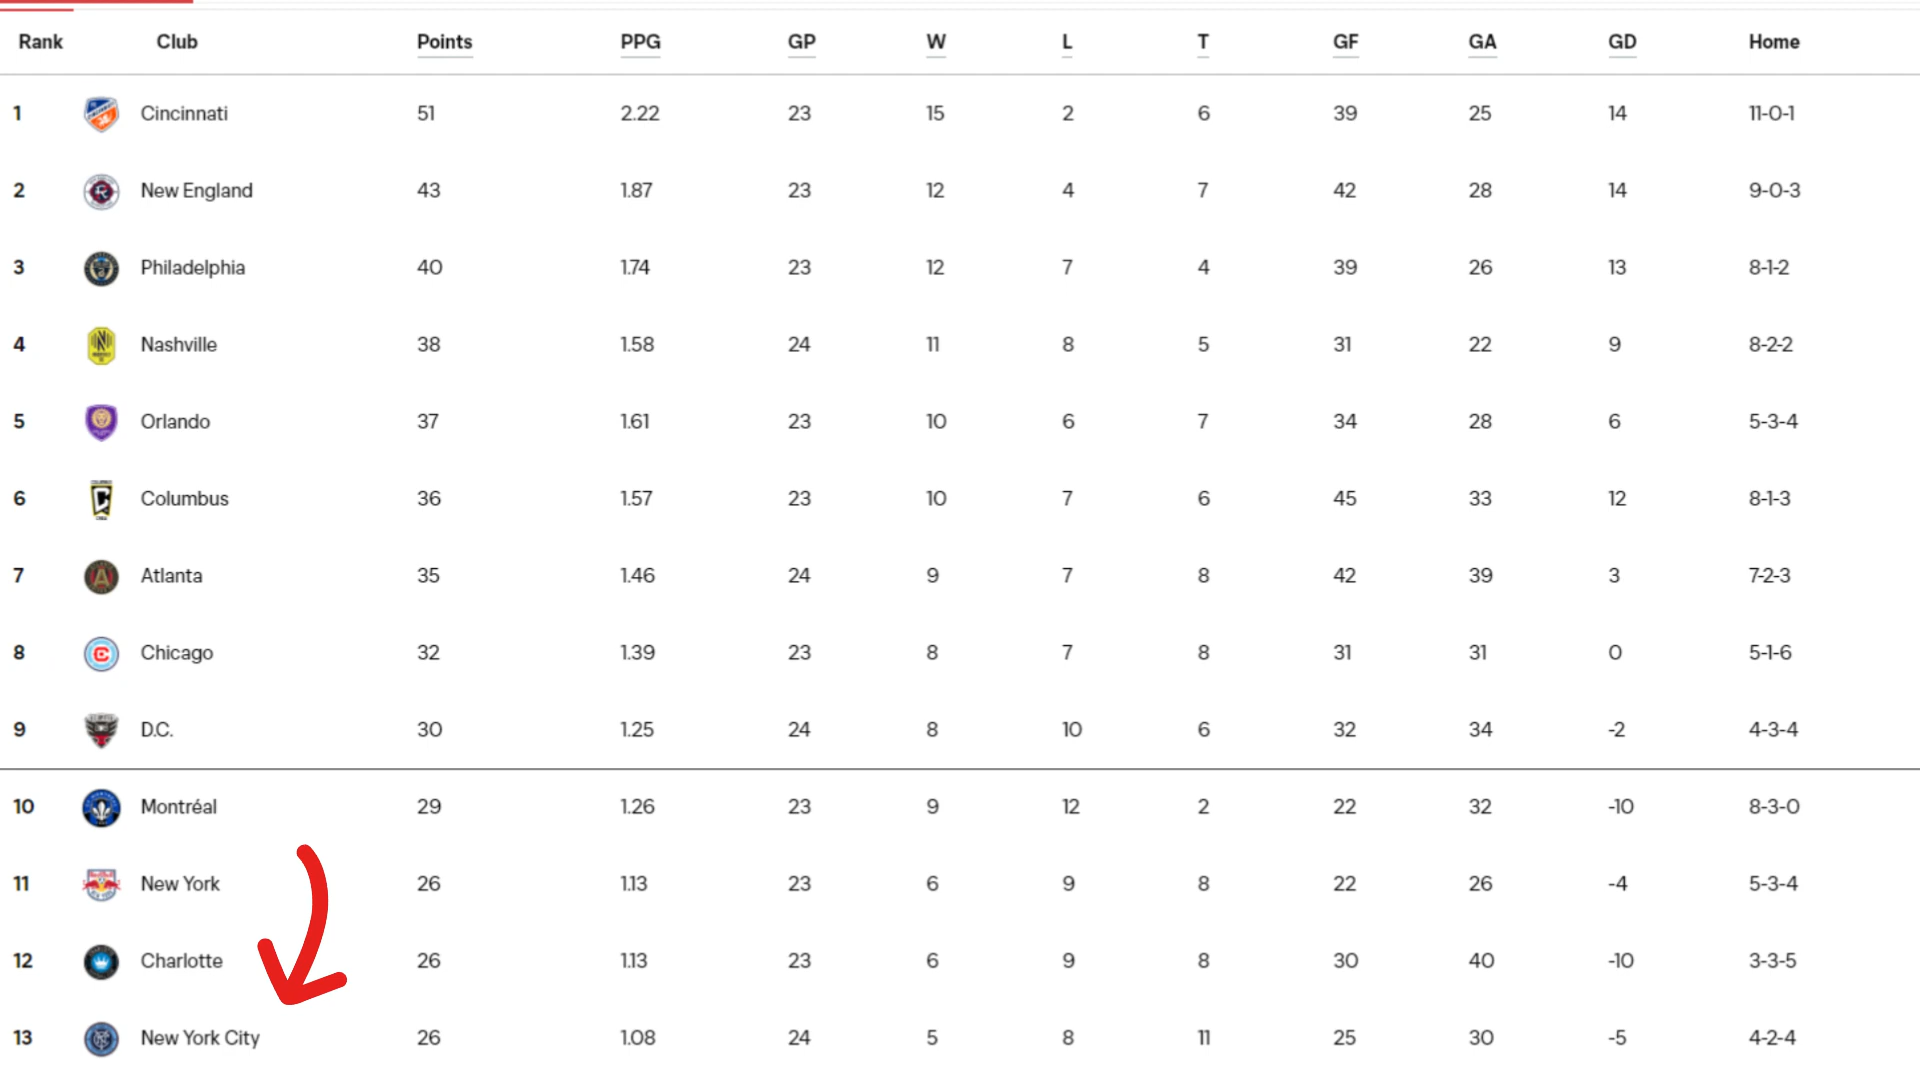 Rank Club Points PPG GP W L T GF GA GD Home
1 Cincinnati 51 2.22 23 15 2 6 39 25 14 11-0-1
2 New England 43 1.87 23 12 4 7 42 28 14 9-0-3
3 Philadelphia 40 1.74 23 12 7 4 39 26 13 8-1-2
4 Nashville 38 1.58 24 11 8 5 31 22 9 8-2-2
5 Orlando 37 1.61 23 10 6 7 34 28 6 5-3-4
6 Columbus 36 1.57 23 10 7 6 45 33 12 8-1-3
7 Atlanta 35 1.46 24 9 7 8 42 39 3 7-2-3
8 Chicago 32 1.39 23 8 7 8 31 31 0 5-1-6
9 D.C. 30 1.25 24 8 10 6 32 34 -2 4-3-4
10 Montréal 29 1.26 23 9 12 2 22 32 -10 8-3-0
11 New York 26 1.13 23 6 9 8 22 26 -4 5-3-4
12 Charlotte 26 1.13 23 6 9 8 30 40 -10 3-3-5
13 New York City 26 1.08 24 5 8 11 25 30 -5 4-2-4